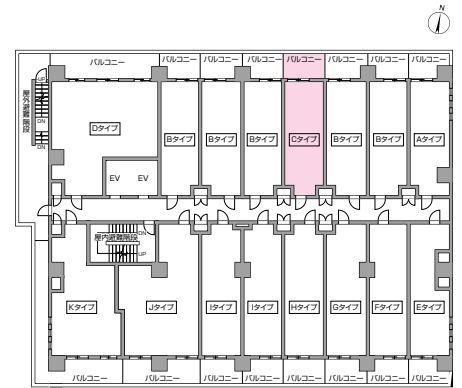 N
バルコニー バルコニー バルコニー バルコニー バルコニー バルコニー バルコニー バルコニー
UP
屋外避難階段
DN
DN
Dタイプ Bタイプ Bタイプ Bタイプ Cタイプ Bタイプ Bタイプ Aタイプ
EV EV
屋内避難階段
DN
UP
Kタイプ Jタイプ Iタイプ Iタイプ Hタイプ Gタイプ Fタイプ Eタイプ
バルコニー バルコニー バルコニー バルコニー バルコニー バルコニー バルコニー バルコニー